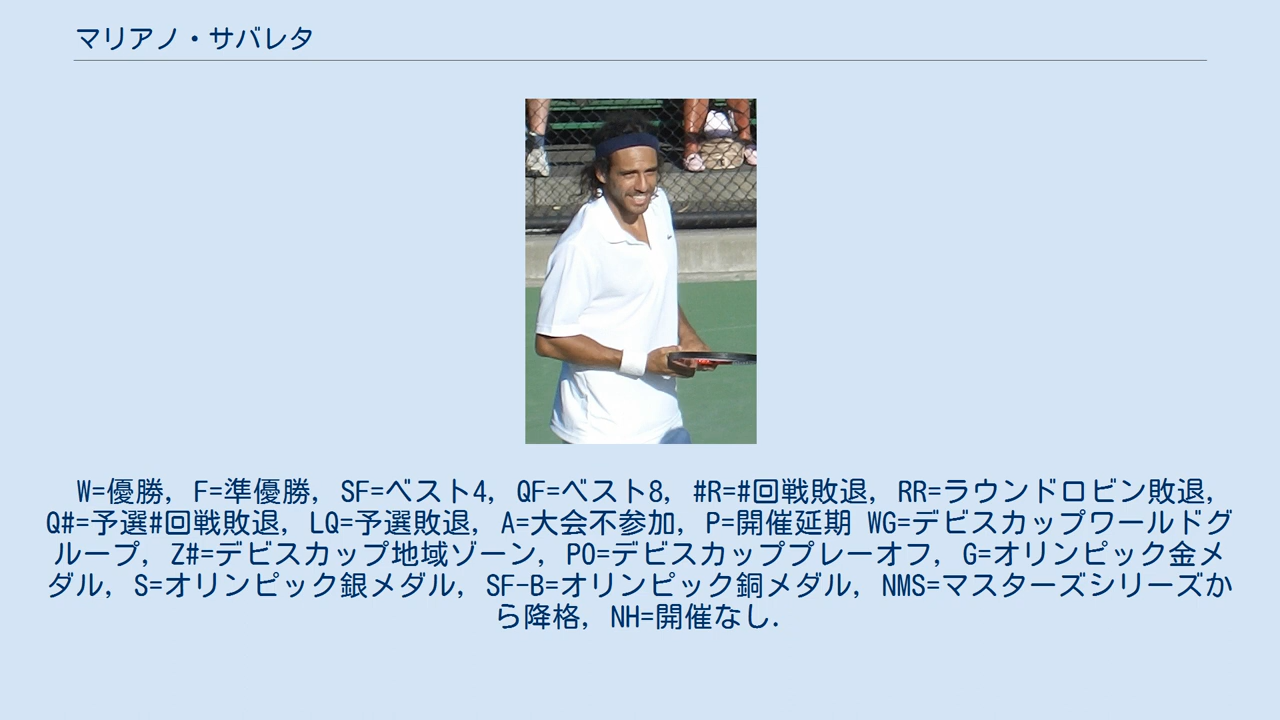 マリアノ・サバレタ
W=優勝, F=準優勝, SF=ベスト4, QF=ベスト8, #R=#回戦敗退, RR=ラウンドロビン敗退,
Q#=予選#回戦敗退, LQ=予選敗退, A=大会不参加, P=開催延期 WG=デビスカップワールドグ
ループ, Z#=デビスカップ地域ゾーン, PO=デビスカッププレーオフ, G=オリンピック金メ
ダル, S=オリンピック銀メダル, SF-B=オリンピック銅メダル, NMS=マスターズシリーズか
ら降格, NH=開催なし.